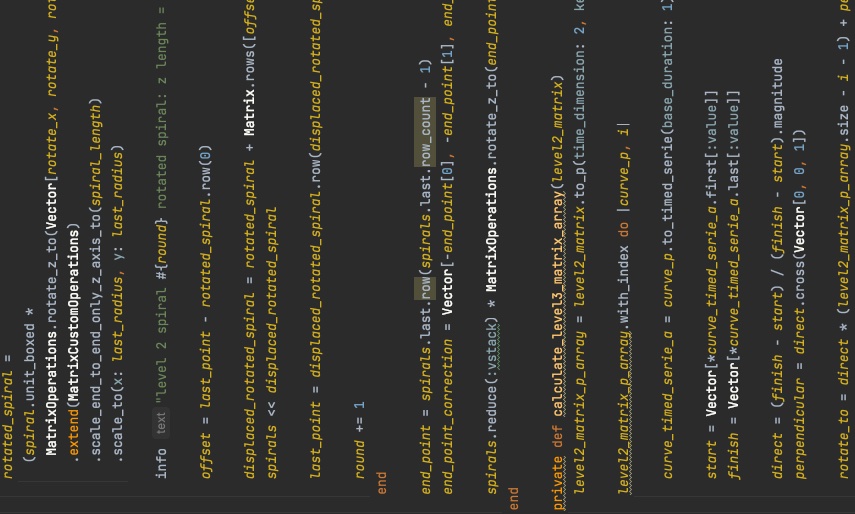 rotated_spiral =
(spiral.unit_boxed *
MatrixOperations.rotate_z_to(Vector[rotate_x, rotate_y, rot
.extend(MatrixCustomOperations)
.scale_end_to_end_only_z_axis_to(spiral_length)
.scale_to(x: last_radius, y: last_radius)
info text "level 2 spiral #{round} rotated spiral: z length =
offset = last_point - rotated_spiral.row(0)
displaced_rotated_spiral = rotated_spiral + Matrix.rows([offse
spirals << displaced_rotated_spiral
last_point = displaced_rotated_spiral.row(displaced_rotated_sp
round += 1
end
end_point = spirals.last.row(spirals.last.row_count - 1)
end_point_correction = Vector[-end_point[0], -end_point[1], end_
spirals.reduce(:vstack) * MatrixOperations.rotate_z_to(end_point
end
private def calculate_level3_matrix_array(level2_matrix)
level2_matrix_p_array = level2_matrix.to_p(time_dimension: 2, ke
level2_matrix_p_array.with_index do |curve_p, i|
curve_timed_serie_a = curve_p.to_timed_serie(base_duration: 1
start = Vector[*curve_timed_serie_a.first[:value]]
finish = Vector[*curve_timed_serie_a.last[:value]]
direct = (finish - start) / (finish - start).magnitude
perpendicular = direct.cross(Vector[0, 0, 1])
rotate_to = direct * (level2_matrix_p_array.size - i - 1) + pe